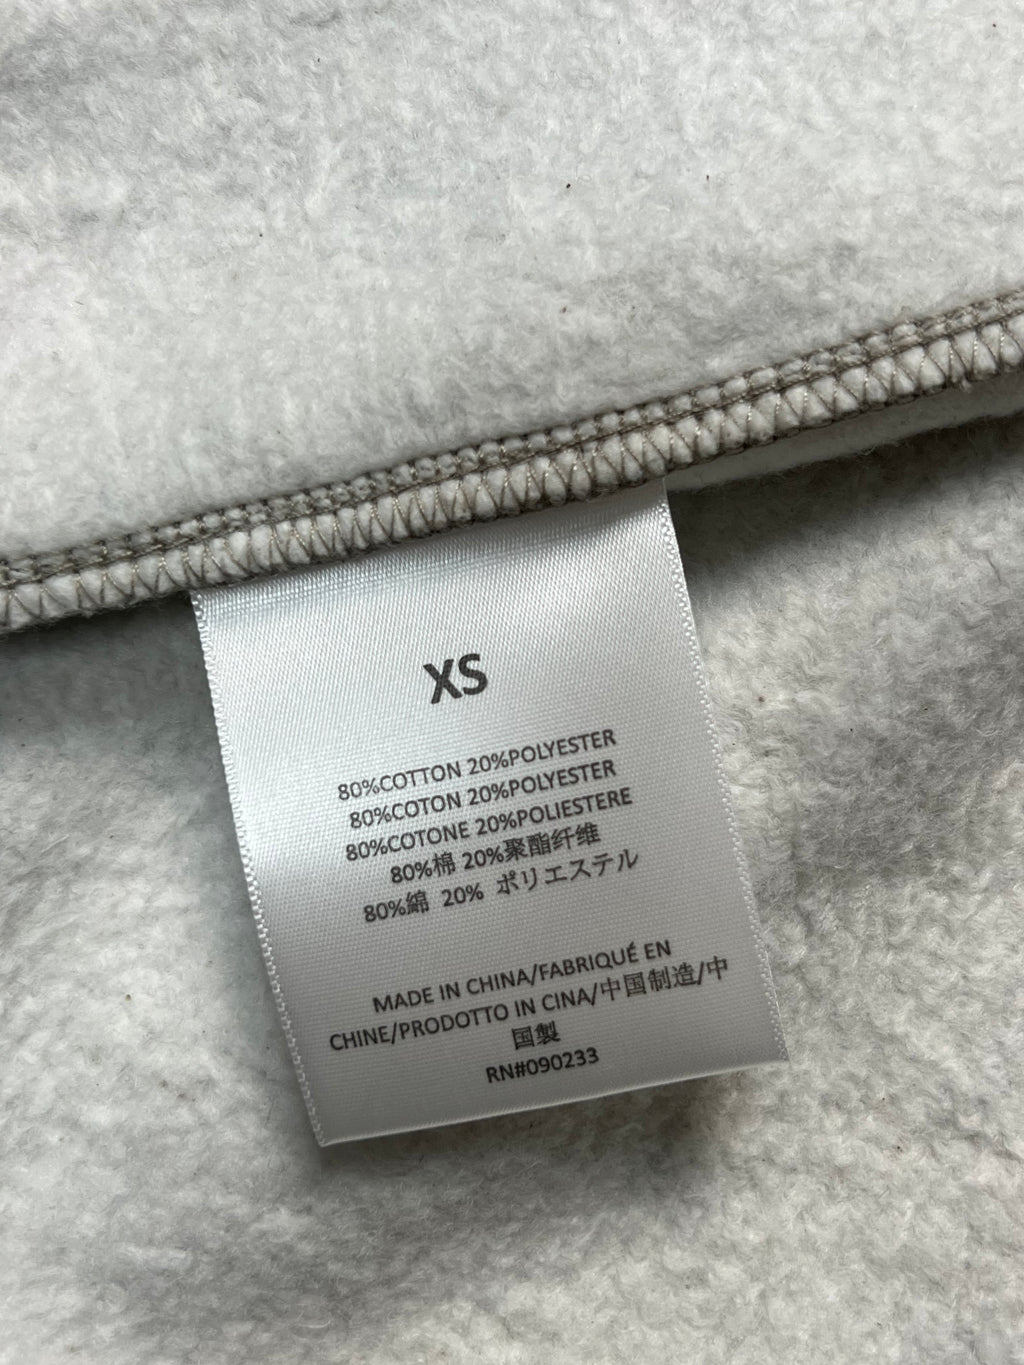 XS
80%COTTON 20%POLYESTER
80%COTON 20%POLYESTER
80%COTONE 20%POLIESTERE
80%棉 20%聚酯纤维
80%綿 20% ポリエステル
MADE IN CHINA/FABRIQUÉ EN
CHINE/PRODOTTO IN CINA/中国制造/中
国製
RN#090233